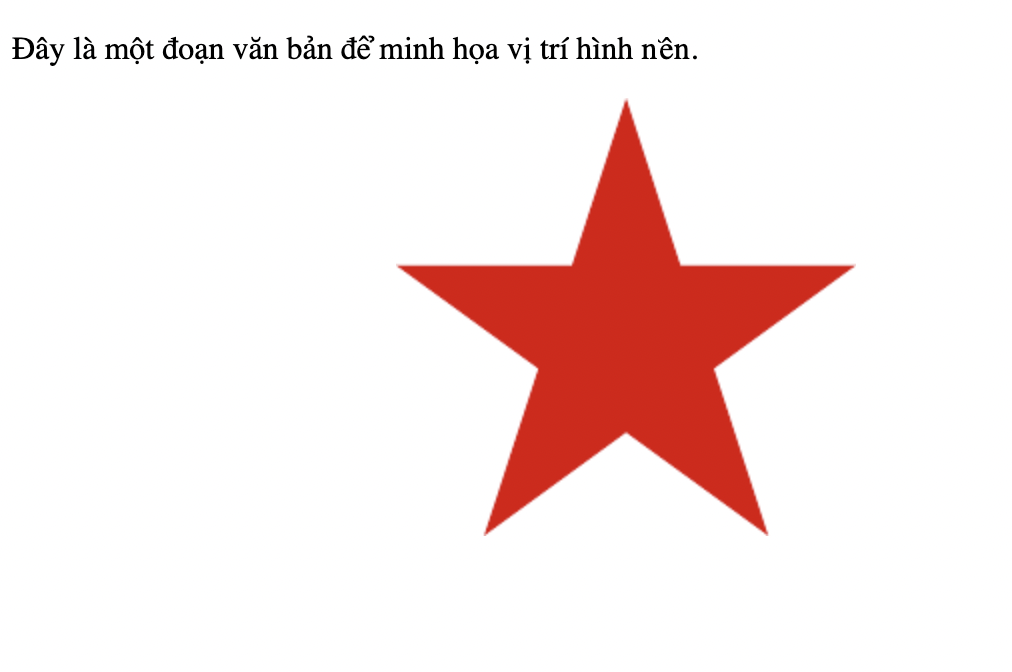 Đây là một đoạn văn bản để minh họa vị trí hình nền.